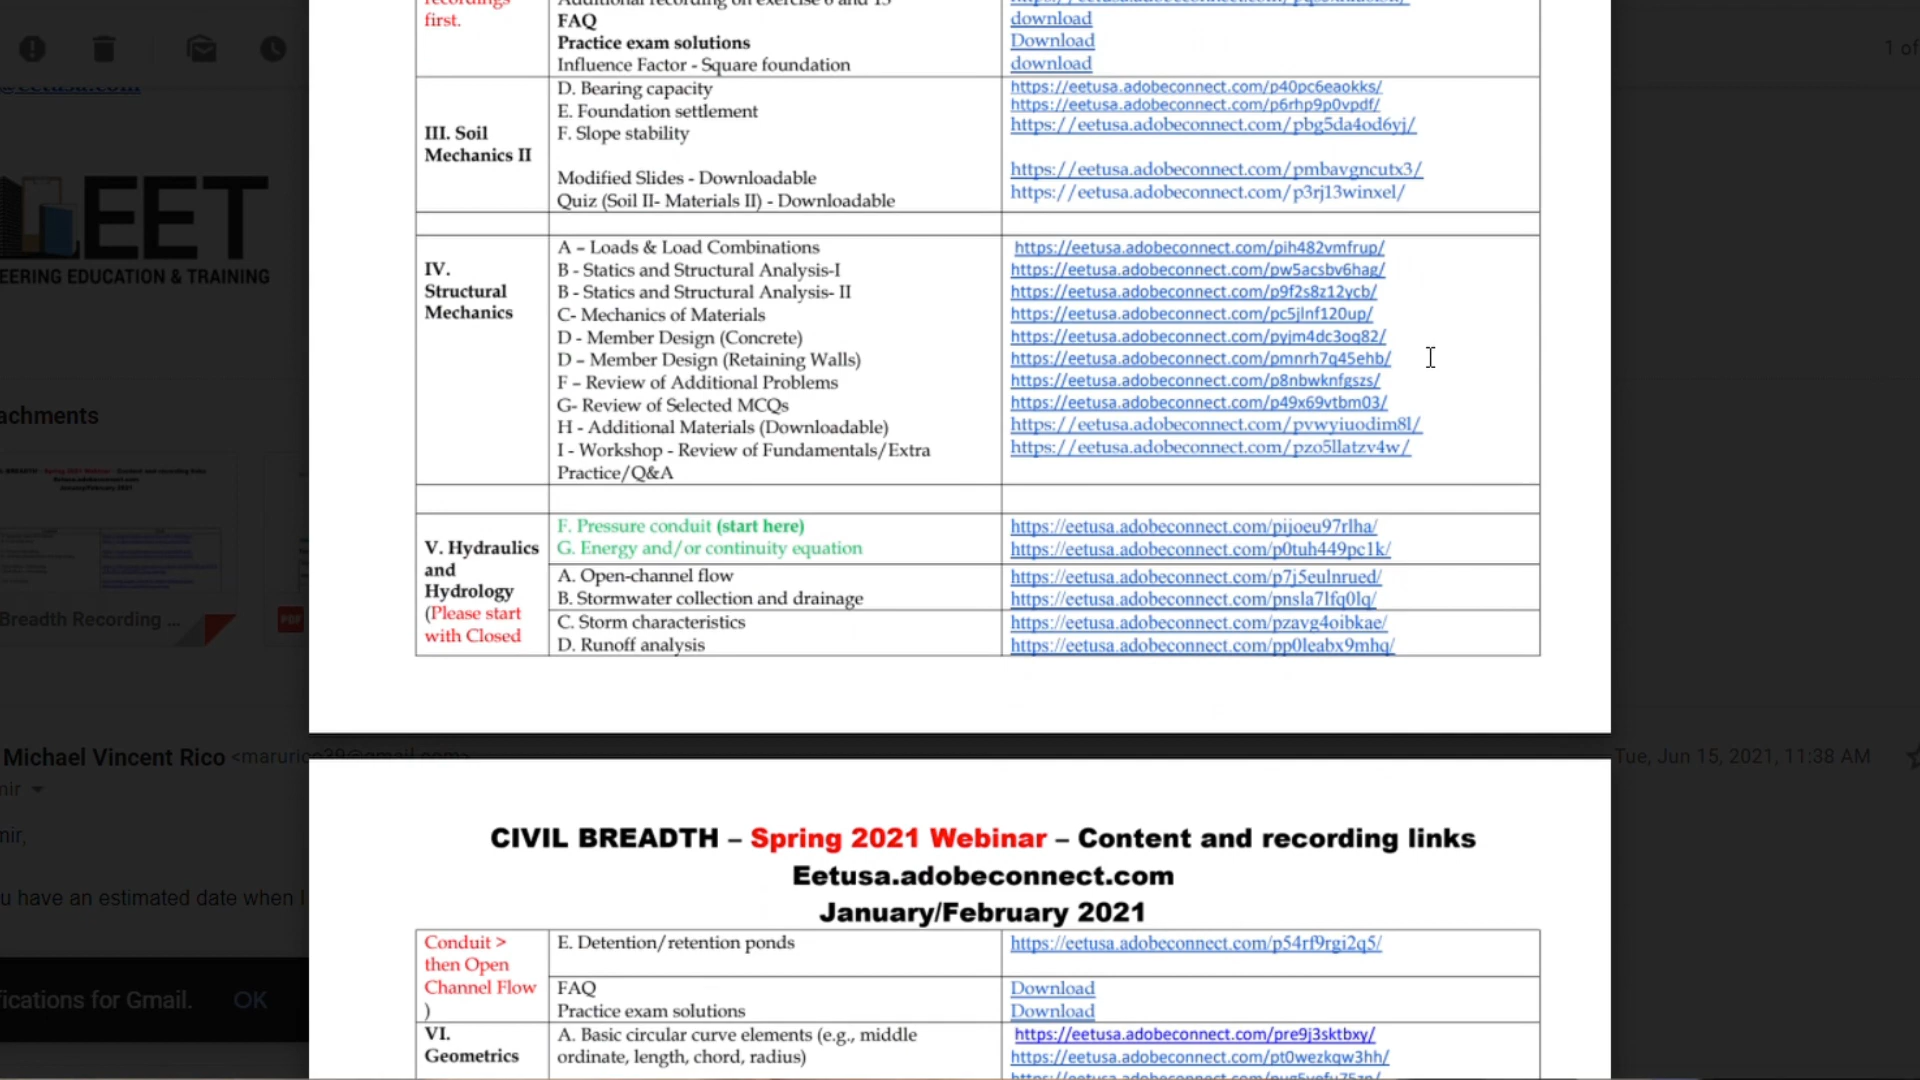 first.
FAQ
Practice exam solutions
Influence Factor - Square foundation
download
Download
download
1 of
III. Soil
Mechanics II
D. Bearing capacity
E. Foundation settlement
F. Slope stability
Modified Slides - Downloadable
Quiz (Soil II- Materials II) - Downloadable
https://eetusa.adobeconnect.com/p40pc6eaokks/
https://eetusa.adobeconnect.com/p6rhp9p0vpdf/
https://eetusa.adobeconnect.com/pbg5da4od6yj/
https://eetusa.adobeconnect.com/pmbavgncutx3/
https://eetusa.adobeconnect.com/p3rj13winxel/
EET
EERING EDUCATION & TRAINING
IV.
Structural
Mechanics
A – Loads & Load Combinations
B - Statics and Structural Analysis-I
B - Statics and Structural Analysis- II
C- Mechanics of Materials
D - Member Design (Concrete)
D – Member Design (Retaining Walls)
F – Review of Additional Problems
G- Review of Selected MCQs
H - Additional Materials (Downloadable)
I - Workshop - Review of Fundamentals/Extra
Practice/Q&A
https://eetusa.adobeconnect.com/pih482vmfrup/
https://eetusa.adobeconnect.com/pw5acsbv6hag/
https://eetusa.adobeconnect.com/p9f2s8z12ycb/
https://eetusa.adobeconnect.com/pc5jlnf120up/
https://eetusa.adobeconnect.com/pyjm4dc3oq82/
https://eetusa.adobeconnect.com/pmnrh7q45ehb/
https://eetusa.adobeconnect.com/p8nbwknfgszs/
https://eetusa.adobeconnect.com/p49x69vtbm03/
https://eetusa.adobeconnect.com/pvwyiuodim8l/
https://eetusa.adobeconnect.com/pzo5llatzv4w/
achments
Breadth Recording ...
PDF
V. Hydraulics
and
Hydrology
(Please start
with Closed
F. Pressure conduit (start here)
G. Energy and/or continuity equation
A. Open-channel flow
B. Stormwater collection and drainage
C. Storm characteristics
D. Runoff analysis
https://eetusa.adobeconnect.com/pijoeu97rlha/
https://eetusa.adobeconnect.com/p0tuh449pc1k/
https://eetusa.adobeconnect.com/p7j5eulnrued/
https://eetusa.adobeconnect.com/pnsla7lfq0lq/
https://eetusa.adobeconnect.com/pzavg4oibkae/
https://eetusa.adobeconnect.com/pp0leabx9mhq/
Michael Vincent Rico
Tue, Jun 15, 2021, 11:38 AM
mir
mir,
u have an estimated date when I
CIVIL BREADTH – Spring 2021 Webinar – Content and recording links
Eetusa.adobeconnect.com
January/February 2021
Conduit >
then Open
Channel Flow
)
E. Detention/retention ponds
https://eetusa.adobeconnect.com/p54rf9rgi2q5/
FAQ
Practice exam solutions
Download
Download
fications for Gmail. OK
VI.
Geometrics
A. Basic circular curve elements (e.g., middle
ordinate, length, chord, radius)
https://eetusa.adobeconnect.com/pre9j3sktbxy/
https://eetusa.adobeconnect.com/pt0wezkqw3hh/